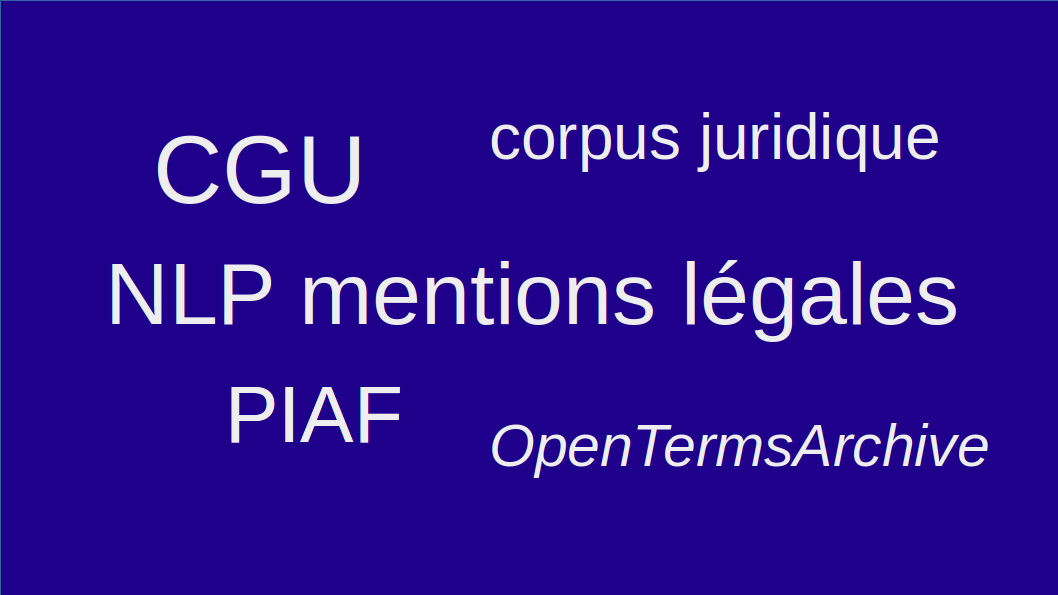 CGU
corpus juridique
NLP mentions légales
PIAF
OpenTermsArchive